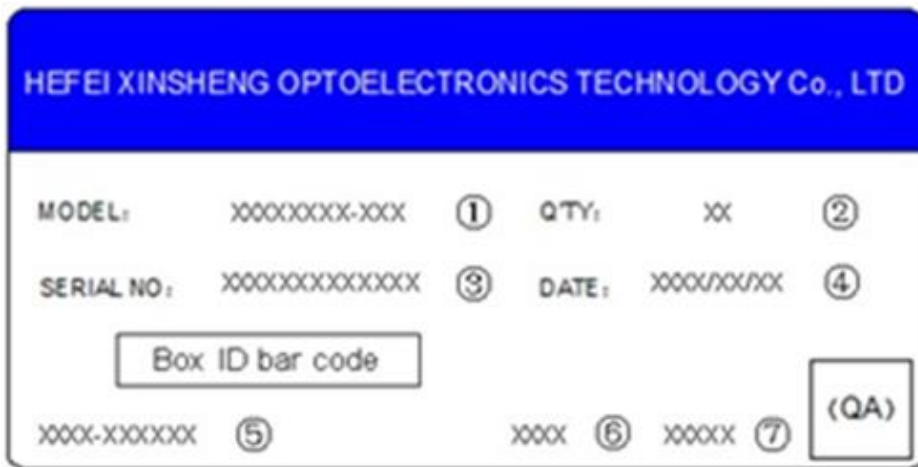 HEFEI XINSHENG OPTOELECTRONICS TECHNOLOGY Co., LTD
MODEL: XXXXXXXX-XXX ① Q'TY: XX ②
SERIAL NO: XXXXXXXXXXXXX ③ DATE: XXXX/XX/XX ④
Box ID bar code
XXXX-XXXXXX ⑤ XXXX ⑥ XXXXX ⑦ (QA)